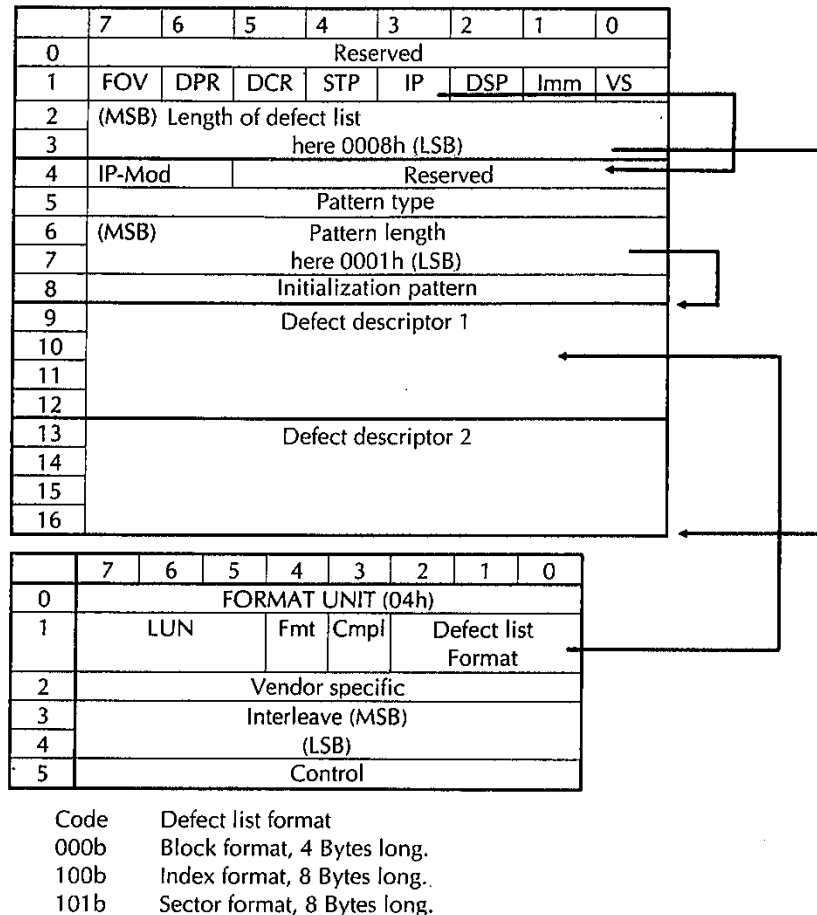 7 6 5 4 3 2 1 0
0 Reserved
1 FOV DPR DCR STP IP DSP Imm VS
2 (MSB) Length of defect list
3 here 0008h (LSB)
4 IP-Mod Reserved
5 Pattern type
6 (MSB) Pattern length
7 here 0001h (LSB)
8 Initialization pattern
9 Defect descriptor 1
10
11
12
13 Defect descriptor 2
14
15
16
7 6 5 4 3 2 1 0
0 FORMAT UNIT (04h)
1 LUN Fmt Cmpl Defect list
Format
2 Vendor specific
3 Interleave (MSB)
4 (LSB)
5 Control
Code Defect list format
000b Block format, 4 Bytes long.
100b Index format, 8 Bytes long.
101b Sector format, 8 Bytes long.